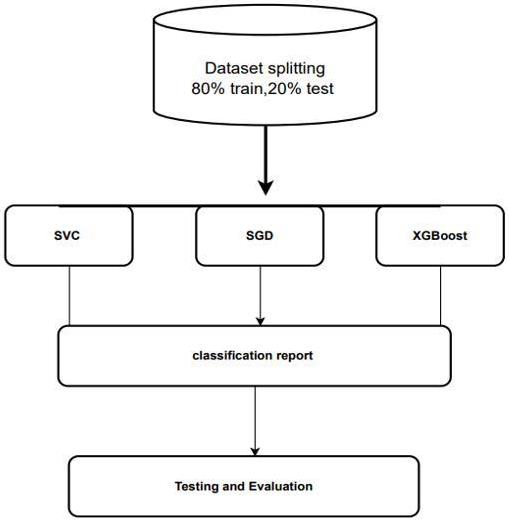 Dataset splitting
80% train,20% test
SVC
SGD
XGBoost
classification report
Testing and Evaluation